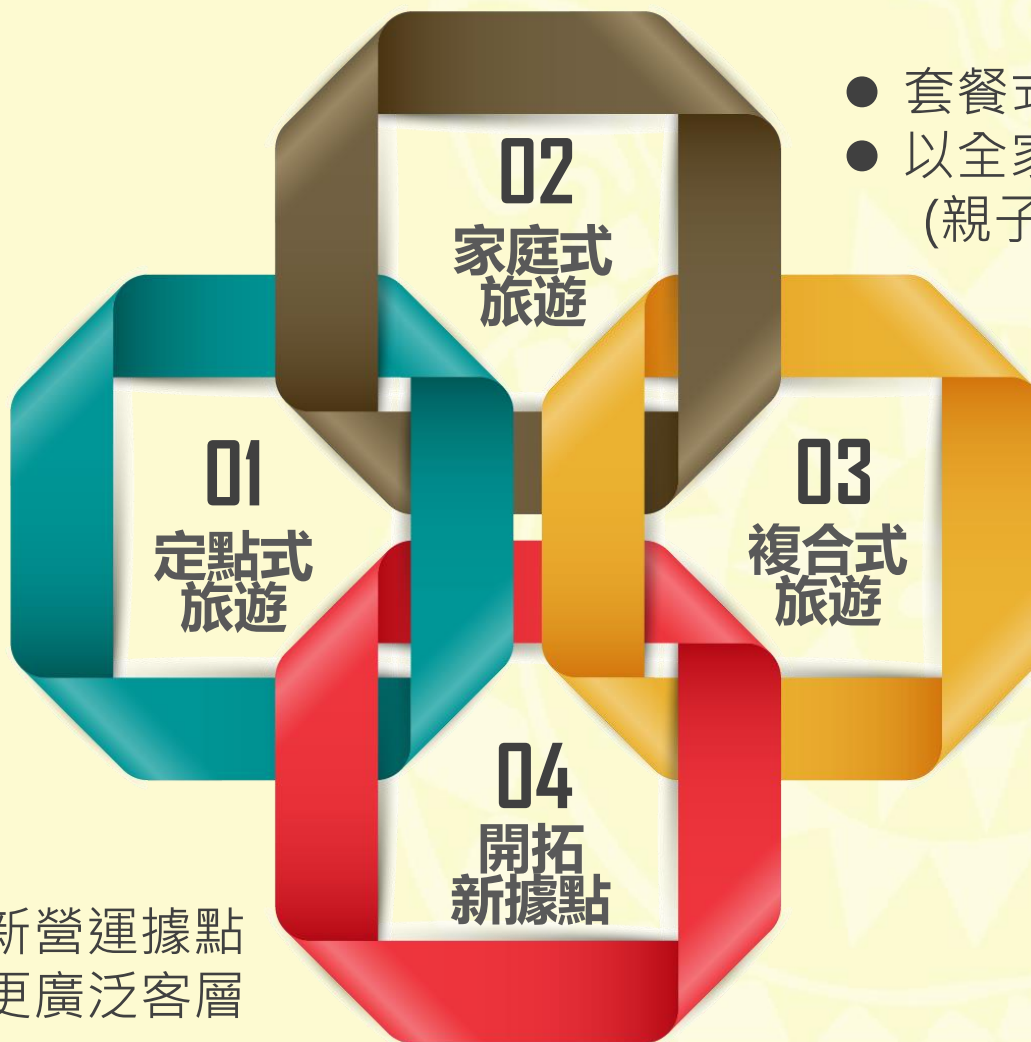 ● 套餐式
● 以全家
(親子
02
家庭式
旅遊
01
定點式
旅遊
03
複合式
旅遊
04
開拓
新據點
新營運據點
更廣泛客層